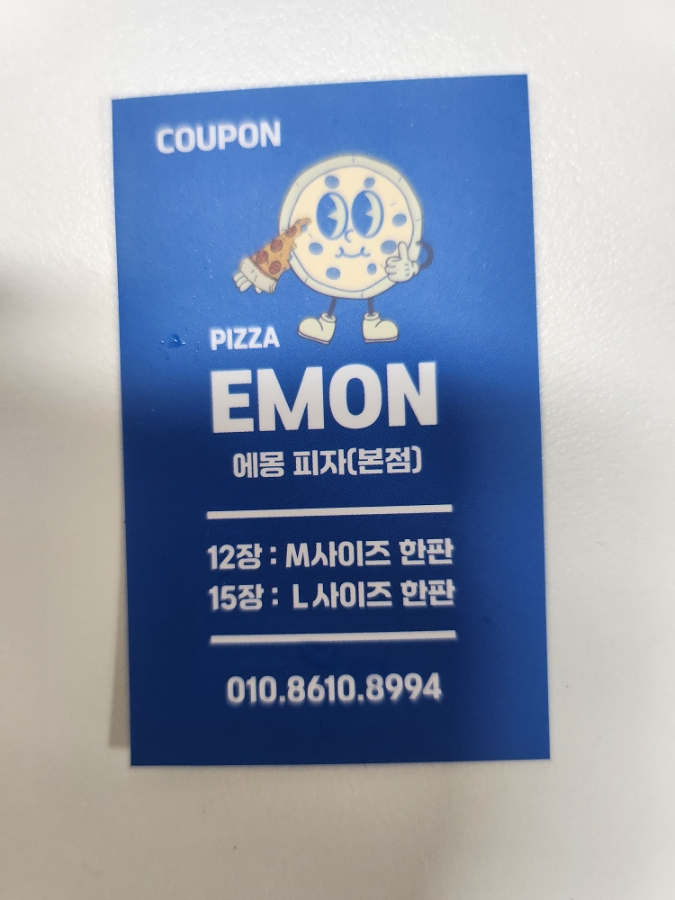 COUPON
PIZZA
EMON
에몽 피자(본점)
12장 : M사이즈 한판
15장 : L사이즈 한판
010.8610.8994